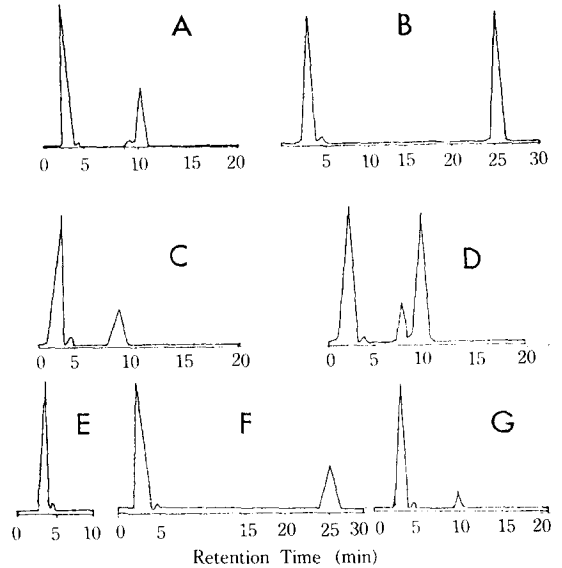 A
B
0 5 10 15 20
5 10 15 20 25 30
C
D
0 5 10 15 20
0 5 10 15 20
E
F
G
0 5 10
0 5 15 20 25 30
0 5 10 15 20
Retention Time (min)